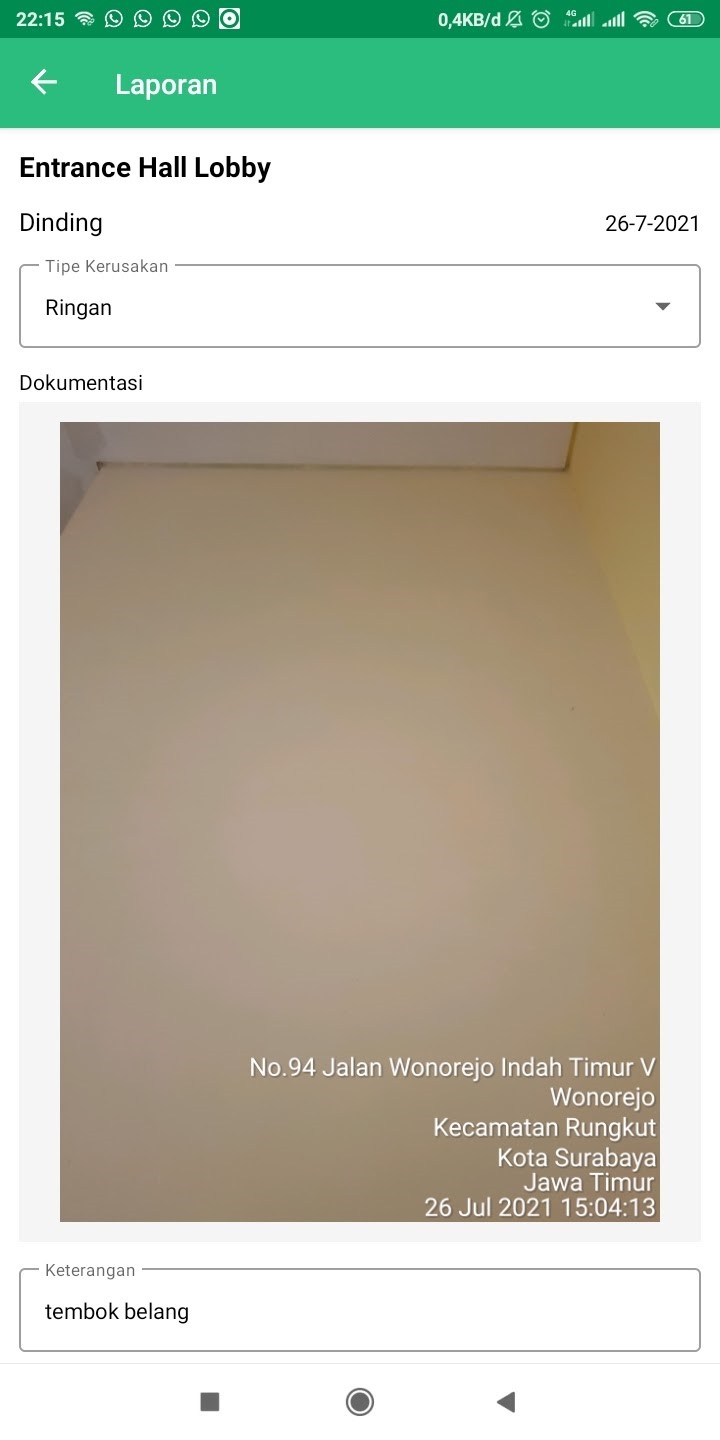 22:15
0,4KB/d
4G
61
Laporan
Entrance Hall Lobby
Dinding 26-7-2021
Tipe Kerusakan
Ringan
Dokumentasi
No.94 Jalan Wonorejo Indah Timur V
Wonorejo
Kecamatan Rungkut
Kota Surabaya
Jawa Timur
26 Jul 2021 15:04:13
Keterangan
tembok belang